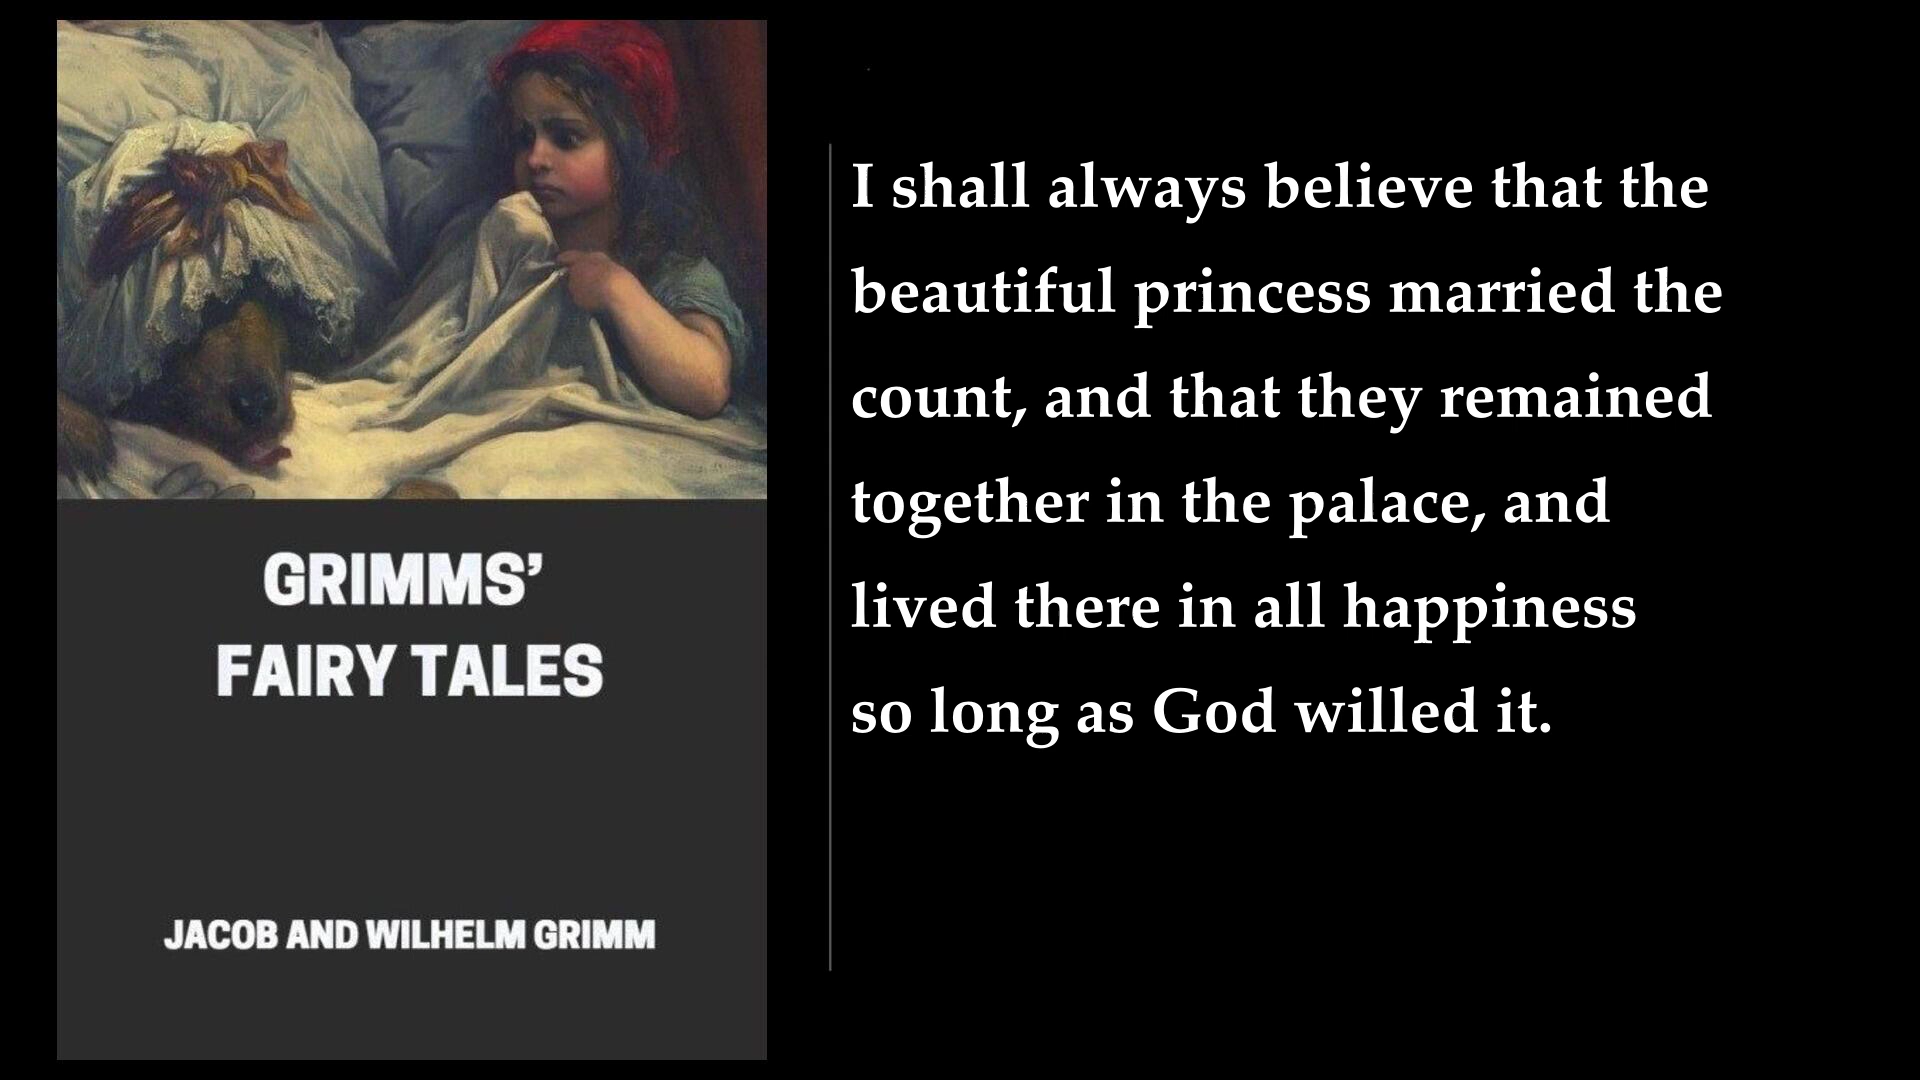 GRIMMS’
FAIRY TALES
JACOB AND WILHELM GRIMM
I shall always believe that the
beautiful princess married the
count, and that they remained
together in the palace, and
lived there in all happiness
so long as God willed it.